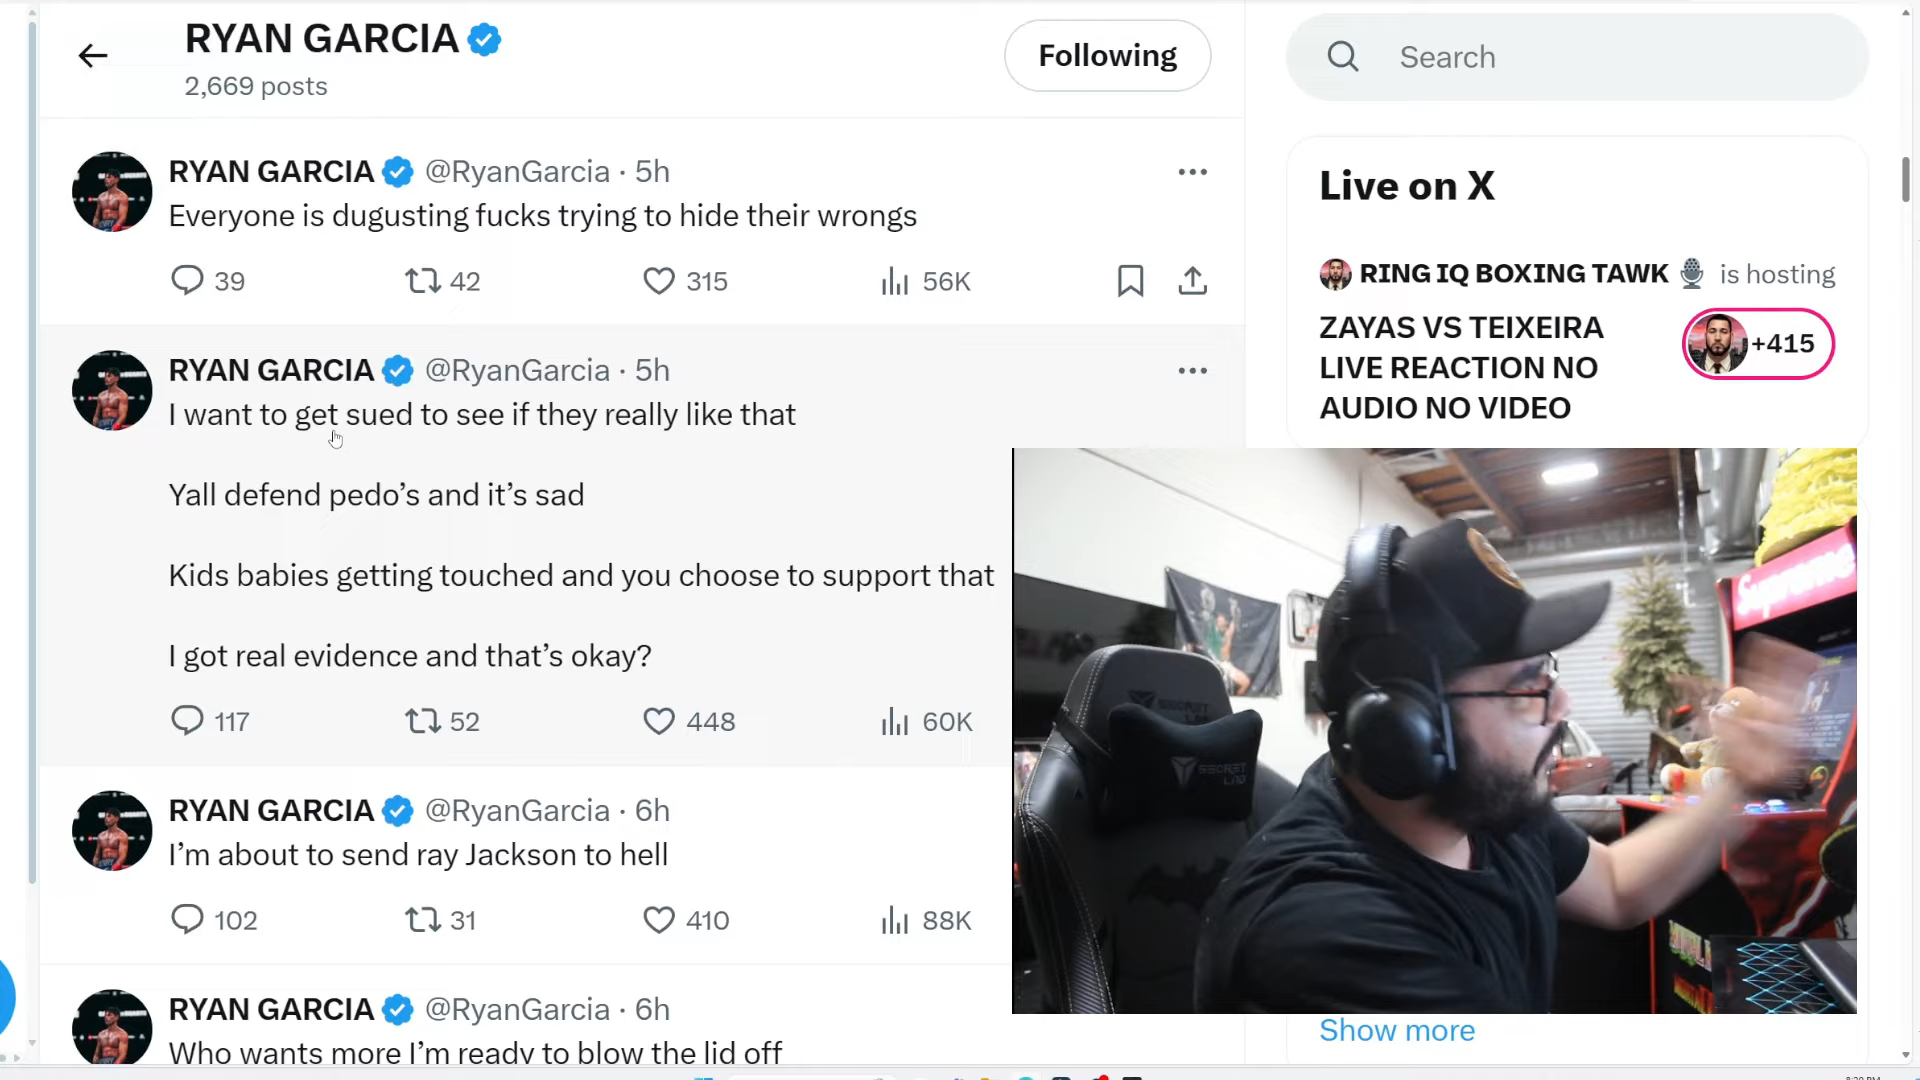 RYAN GARCIA
2,669 posts
Following
Search
RYAN GARCIA @RyanGarcia · 5h
Everyone is dugusting fucks trying to hide their wrongs
39 42 315 56K
RYAN GARCIA @RyanGarcia · 5h
I want to get sued to see if they really like that
Yall defend pedo’s and it’s sad
Kids babies getting touched and you choose to support that
I got real evidence and that’s okay?
117 52 448 60K
RYAN GARCIA @RyanGarcia · 6h
I’m about to send ray Jackson to hell
102 31 410 88K
RYAN GARCIA @RyanGarcia · 6h
Who wants more I’m ready to blow the lid off
Live on X
RING IQ BOXING TAWK is hosting
ZAYAS VS TEIXEIRA
LIVE REACTION NO
AUDIO NO VIDEO
+415
Supreme
SECRET
LAB
Show more